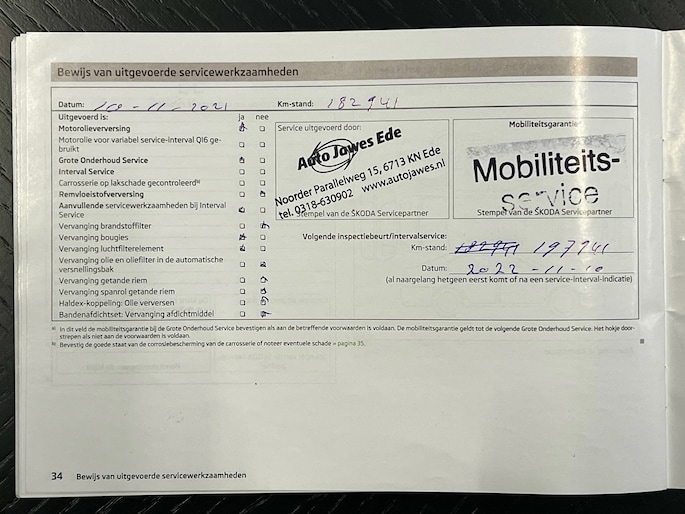 Bewijs van uitgevoerde servicewerkzaamheden
Datum: 10-11-2021 Km-stand: 182941
Uitgevoerd is: ja nee
Motorolieverversing
Motorolie voor variabel service-interval QI6 ge-
bruikt
Grote Onderhoud Service
Interval Service
Carrosserie op lakschade gecontroleerd b)
Remvloeistofverversing
Aanvullende servicewerkzaamheden bij Interval
Service
Vervanging brandstoffilter
Vervanging bougies
Vervanging luchtfilterelement
Vervanging olie en oliefilter in de automatische
versnellingsbak
Vervanging getande riem
Vervanging spanrol getande riem
Haldex-koppeling: Olie verversen
Bandenafdichtset: Vervanging afdichtmiddel
Service uitgevoerd door:
Auto Jawes Ede
Noorder Parallelweg 15, 6713 KN Ede
tel. 0318-630902 www.autojawes.nl
Stempel van de ŠKODA Servicepartner
Mobiliteitsgarantie
Mobiliteits-
service
Stempel van de ŠKODA Servicepartner
Volgende inspectiebeurt/intervalservice:
Km-stand: 197941
Datum: 2022-11-10
(al naargelang hetgeen eerst komt of na een service-interval-indicatie)
a) In dit veld de mobiliteitsgarantie bij de Grote Onderhoud Service bevestigen als aan de betreffende voorwaarden is voldaan. De mobiliteitsgarantie geldt tot de volgende Grote Onderhoud Service. Het hokje door-
strepen als niet aan de voorwaarden is voldaan.
b) Bevestig de goede staat van de corrosiebescherming van de carrosserie of noteer eventuele schade » pagina 35.
34 Bewijs van uitgevoerde servicewerkzaamheden